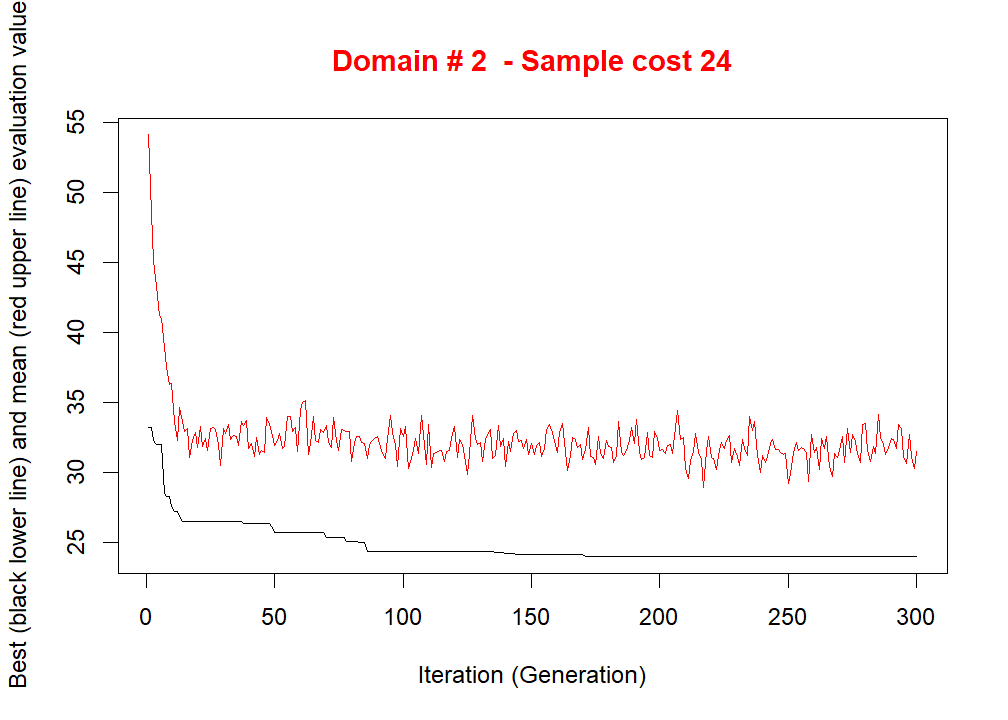 Domain # 2  - Sample cost 24
Best (black lower line) and mean (red upper line) evaluation value
55
50
45
40
35
30
25
0 50 100 150 200 250 300
Iteration (Generation)